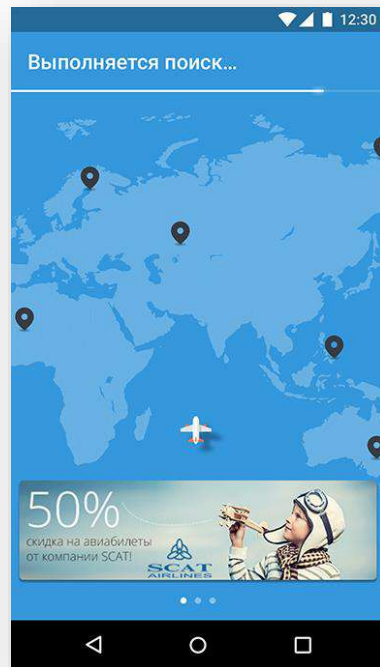 12:30
Выполняется поиск...
50%
скидка на авиабилеты
от компании SCAT!
SCAT
AIRLINES